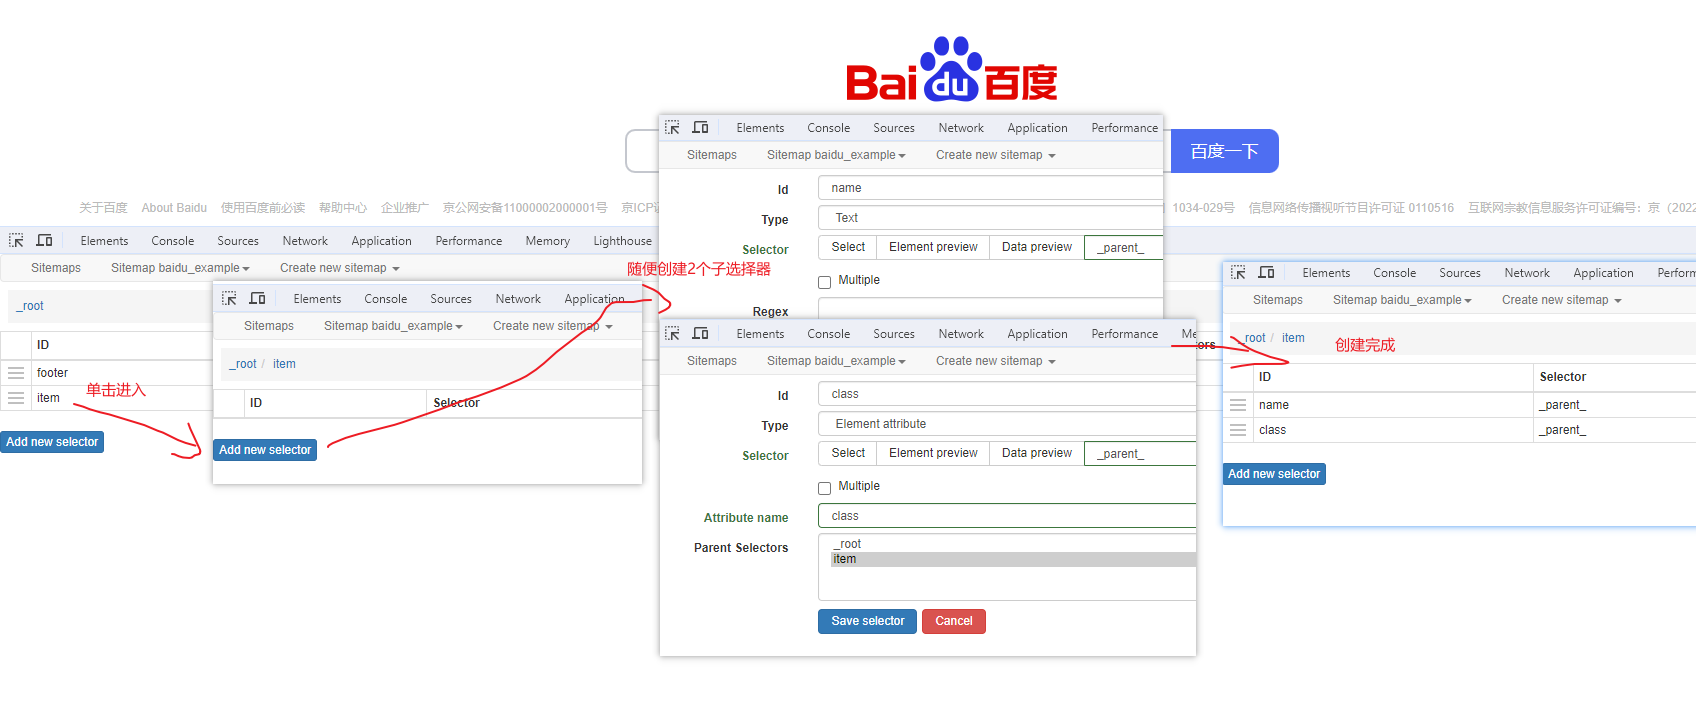 Bai du 百度
百度一下
关于百度 About Baidu 使用百度前必读 帮助中心 企业推广 京公网安备11000002000001号 京ICP证
1034-029号 信息网络传播视听节目许可证 0110516 互联网宗教信息服务许可证编号：京（2022
Elements Console Sources Network Application Performance Memory Lighthouse
Sitemaps Sitemap baidu_example Create new sitemap
_root
ID
footer
item
Add new selector
单击进入
Elements Console Sources Network Application
Sitemaps Sitemap baidu_example Create new sitemap
_root / item
ID Selector
Add new selector
随便创建2个子选择器
Elements Console Sources Network Application Performance
Sitemaps Sitemap baidu_example Create new sitemap
Id name
Type Text
Selector Select Element preview Data preview _parent_
Multiple
Regex
Elements Console Sources Network Application Performance Me
Sitemaps Sitemap baidu_example Create new sitemap
Id class
Type Element attribute
Selector Select Element preview Data preview _parent_
Multiple
Attribute name class
Parent Selectors _root
item
Save selector Cancel
ors
Elements Console Sources Network Application Perform
Sitemaps Sitemap baidu_example Create new sitemap
_root / item
创建完成
ID Selector
name _parent_
class _parent_
Add new selector